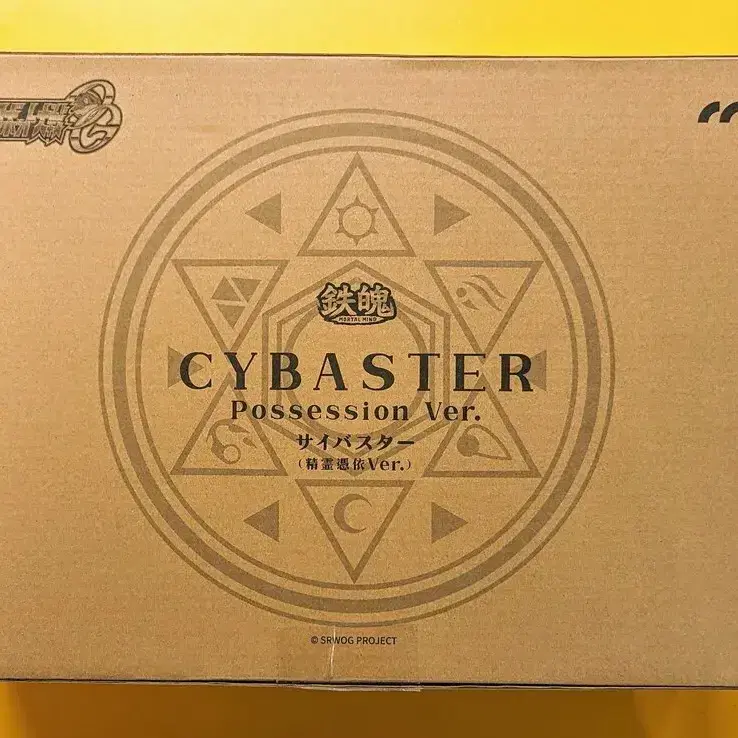 鉄魄
MORTAL MIND
CYBASTER
Possession Ver.
サイバスター
(精霊憑依Ver.)
© SRWOG PROJECT